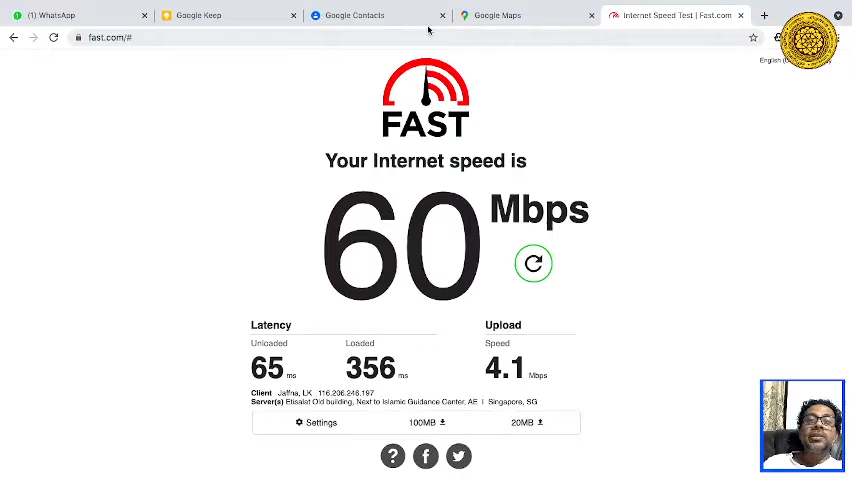 (1) WhatsApp
Google Keep
Google Contacts
Google Maps
Internet Speed Test | Fast.com
fast.com/#
English
FAST
Your Internet speed is
60 Mbps
Latency
Upload
Unloaded
Loaded
Speed
65 ms
356 ms
4.1 Mbps
Client Jaffna, LK 116.206.246.197
Server(s) Etisalat Old building, Next to Islamic Guidance Center, AE | Singapore, SG
Settings
100MB
20MB